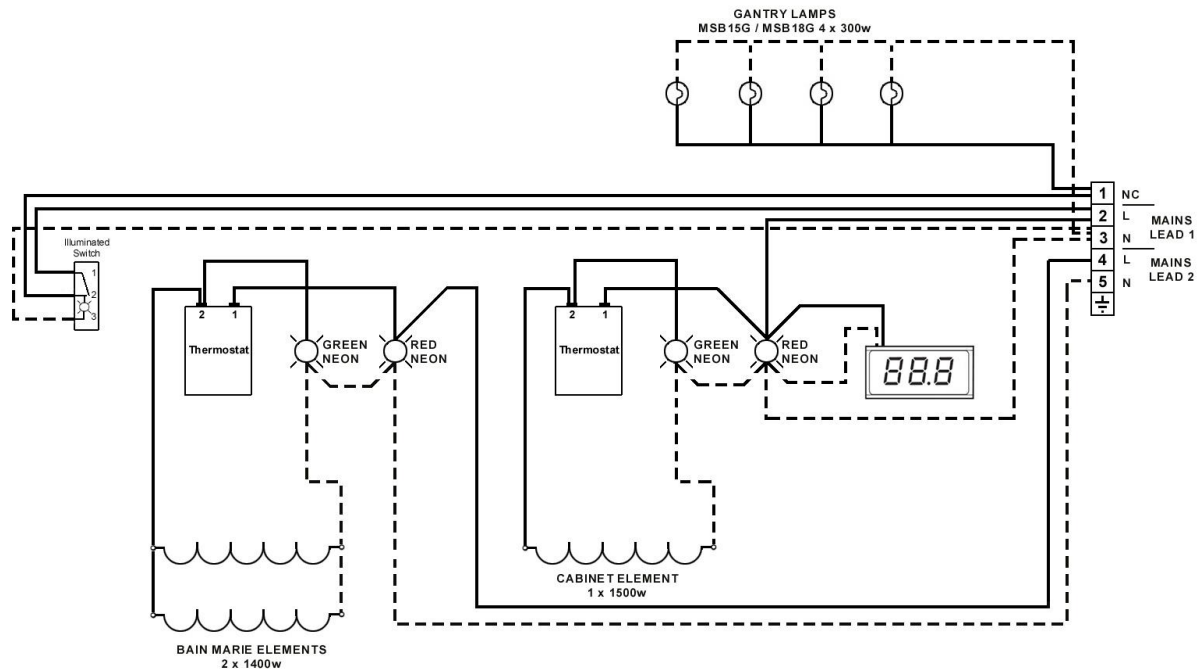 GANTRY LAMPS
MSB15G / MSB18G 4 x 300w
1 NC
2 L
MAINS
LEAD 1
3 N
4 L
MAINS
LEAD 2
5 N
Illuminated
Switch
1
2
3
2 1
Thermostat
GREEN
NEON
RED
NEON
2 1
Thermostat
GREEN
NEON
RED
NEON
88.8
CABINET ELEMENT
1 x 1500w
BAIN MARIE ELEMENTS
2 x 1400w